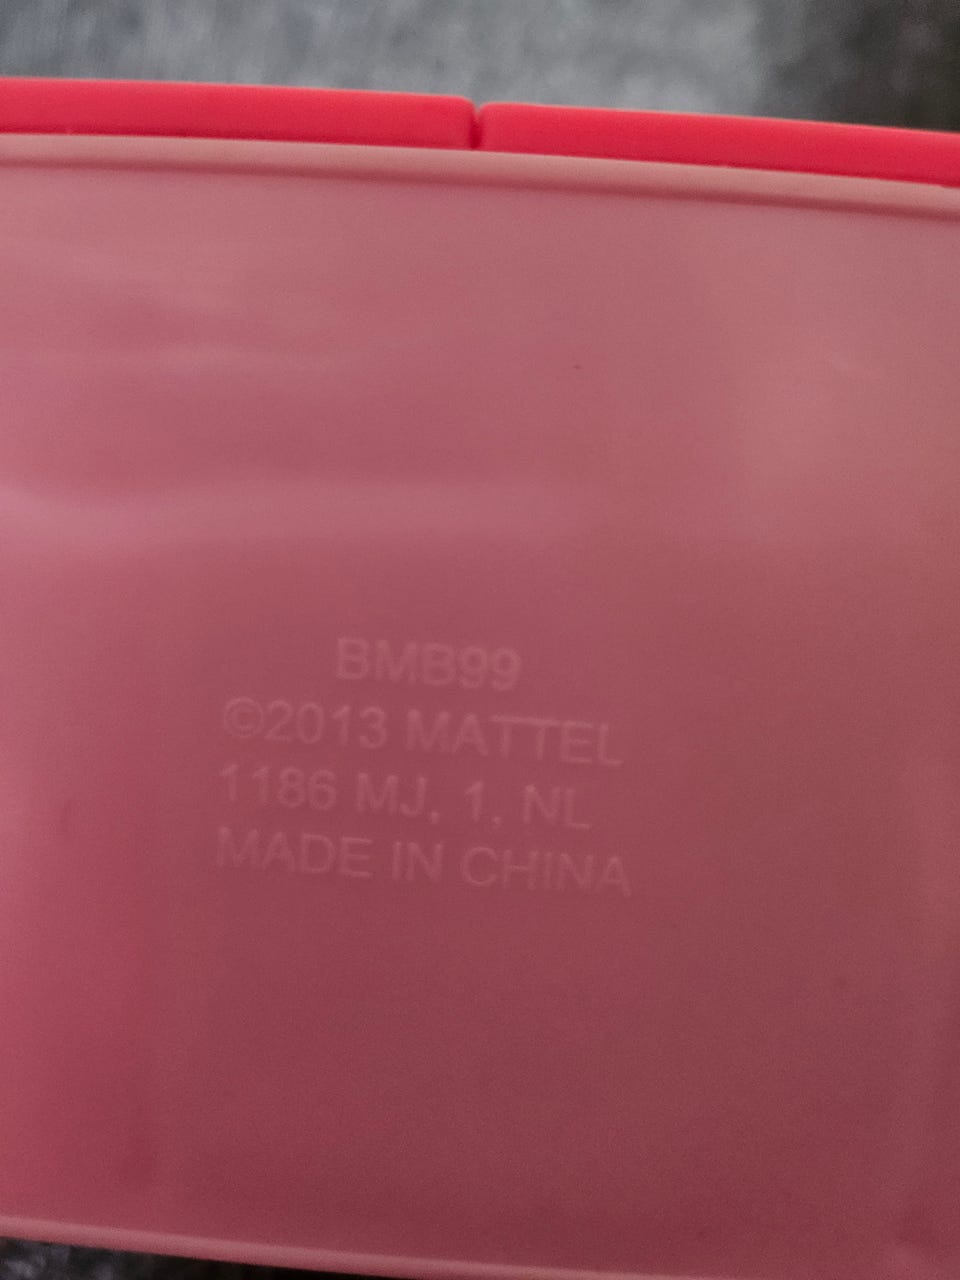 BMB99
©2013 MATTEL
1186 MJ, 1, NL
MADE IN CHINA